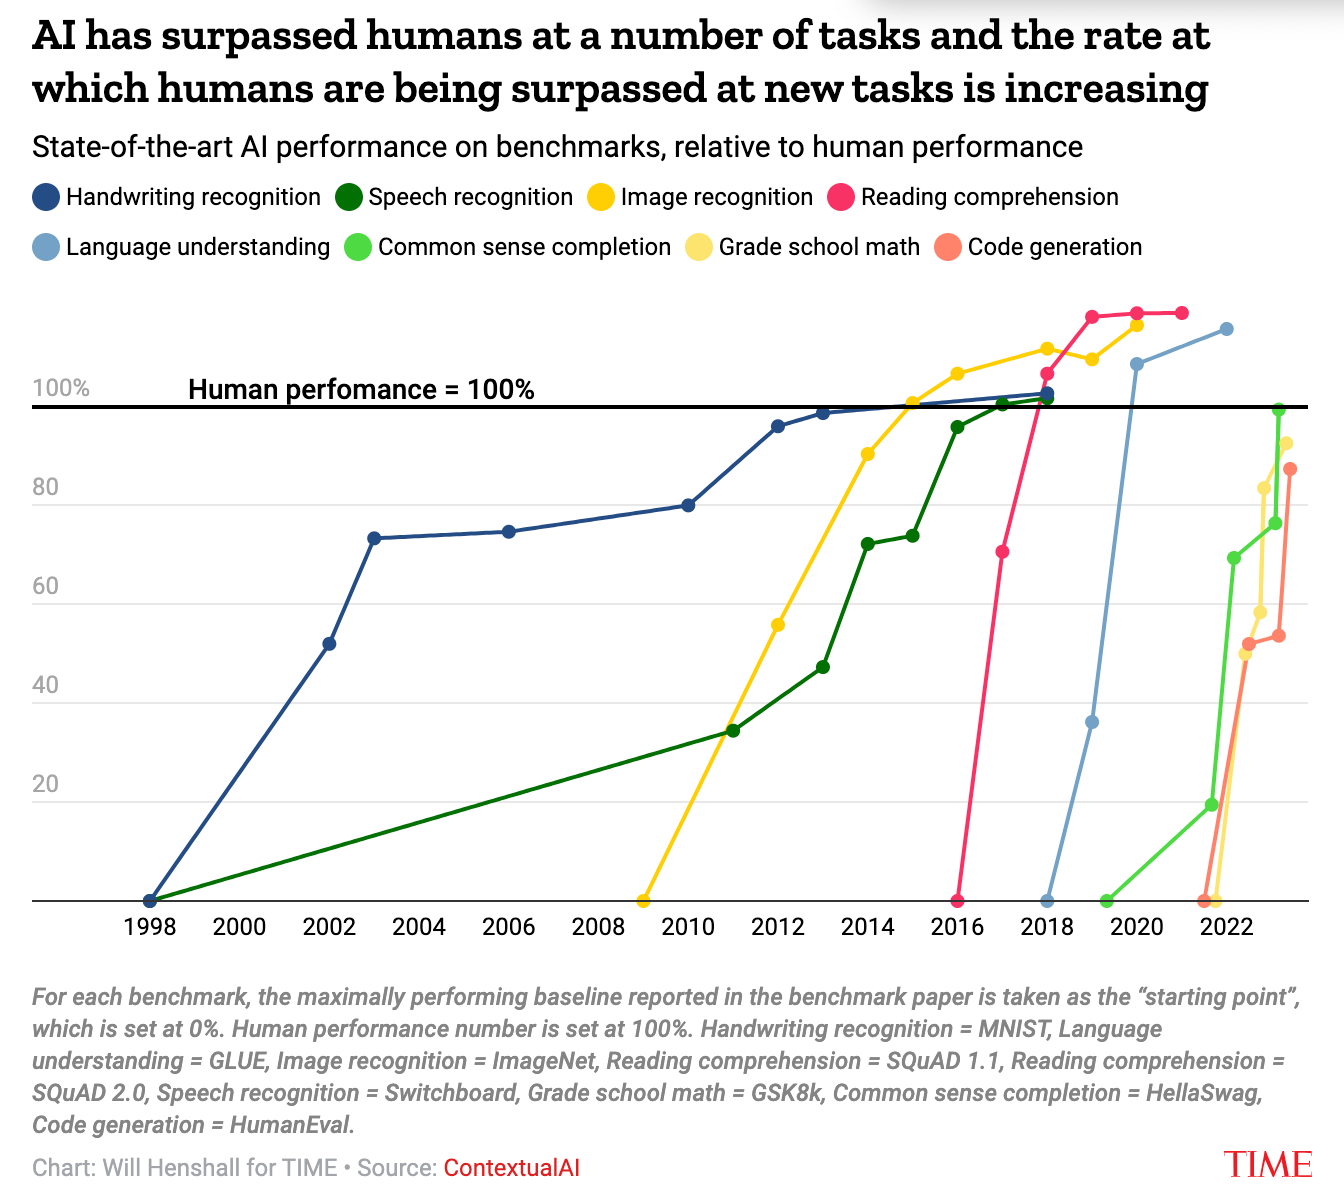 AI has surpassed humans at a number of tasks and the rate at
which humans are being surpassed at new tasks is increasing
State-of-the-art AI performance on benchmarks, relative to human performance
Handwriting recognition Speech recognition Image recognition Reading comprehension
Language understanding Common sense completion Grade school math Code generation
100% Human perfomance = 100%
80
60
40
20
1998 2000 2002 2004 2006 2008 2010 2012 2014 2016 2018 2020 2022
For each benchmark, the maximally performing baseline reported in the benchmark paper is taken as the “starting point”,
which is set at 0%. Human performance number is set at 100%. Handwriting recognition = MNIST, Language
understanding = GLUE, Image recognition = ImageNet, Reading comprehension = SQuAD 1.1, Reading comprehension =
SQuAD 2.0, Speech recognition = Switchboard, Grade school math = GSK8k, Common sense completion = HellaSwag,
Code generation = HumanEval.
Chart: Will Henshall for TIME • Source: ContextualAI
TIME